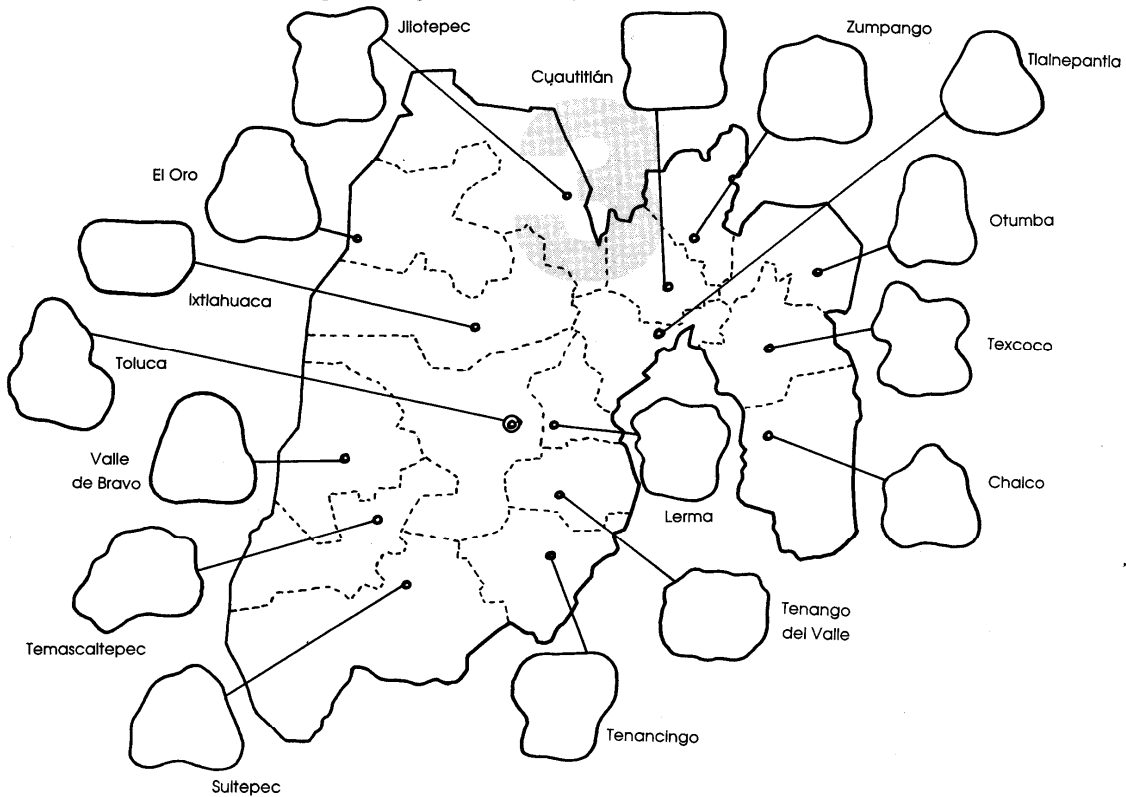 Jilotepec
Zumpango
Tlalnepantla
Cuautitlán
El Oro
Otumba
Ixtlahuaca
Texcoco
Toluca
Valle
de Bravo
Chalco
Lerma
Tenango
del Valle
Temascaltepec
Tenancingo
Sultepec